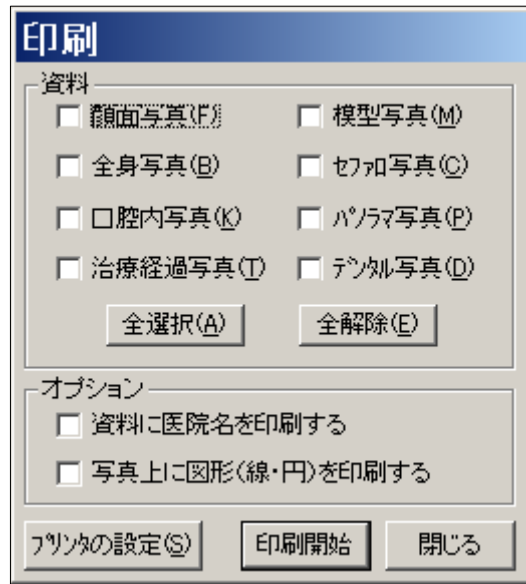 印刷
資料
顔面写真(F) 模型写真(M)
全身写真(B) ｾﾌｧﾛ写真(C)
口腔内写真(K) ﾊﾟﾉﾗﾏ写真(P)
治療経過写真(T) ﾃﾞﾝﾀﾙ写真(D)
全選択(A) 全解除(E)
オプション
資料に医院名を印刷する
写真上に図形(線・円)を印刷する
ﾌﾟﾘﾝﾀの設定(S) 印刷開始 閉じる